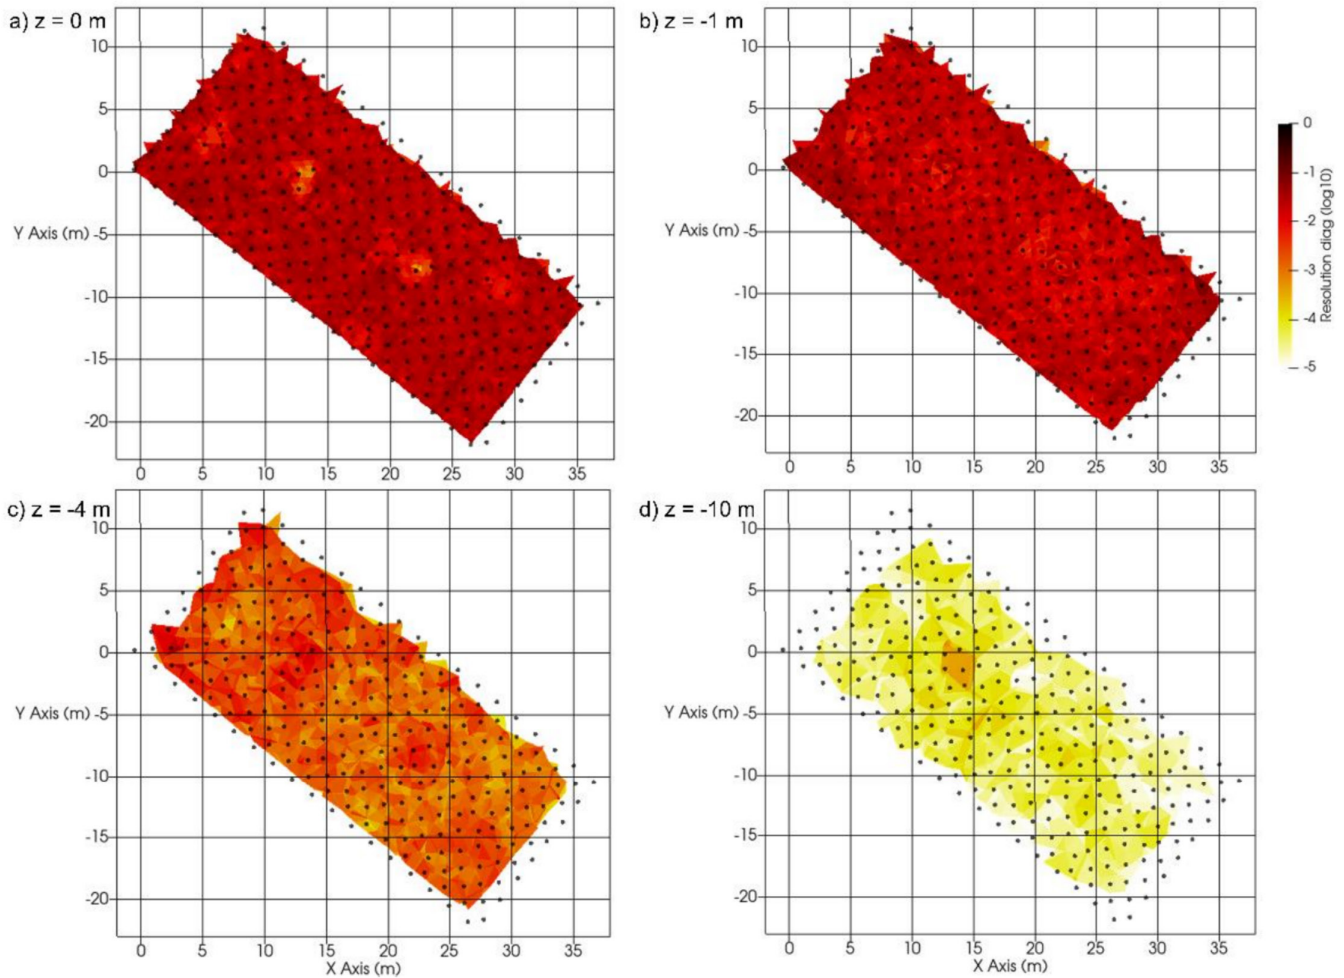 a) z = 0 m
10
5
0
Y Axis (m) -5
-10
-15
-20
0 5 10 15 20 25 30 35
b) z = -1 m
10
5
0
Y Axis (m) -5
-10
-15
-20
0 5 10 15 20 25 30 35
0
-1
-2
-3
-4
-5
Resolution diag (log10)
c) z = -4 m
10
5
0
Y Axis (m) -5
-10
-15
-20
0 5 10 15 20 25 30 35
X Axis (m)
d) z = -10 m
10
5
0
Y Axis (m) -5
-10
-15
-20
0 5 10 15 20 25 30 35
X Axis (m)